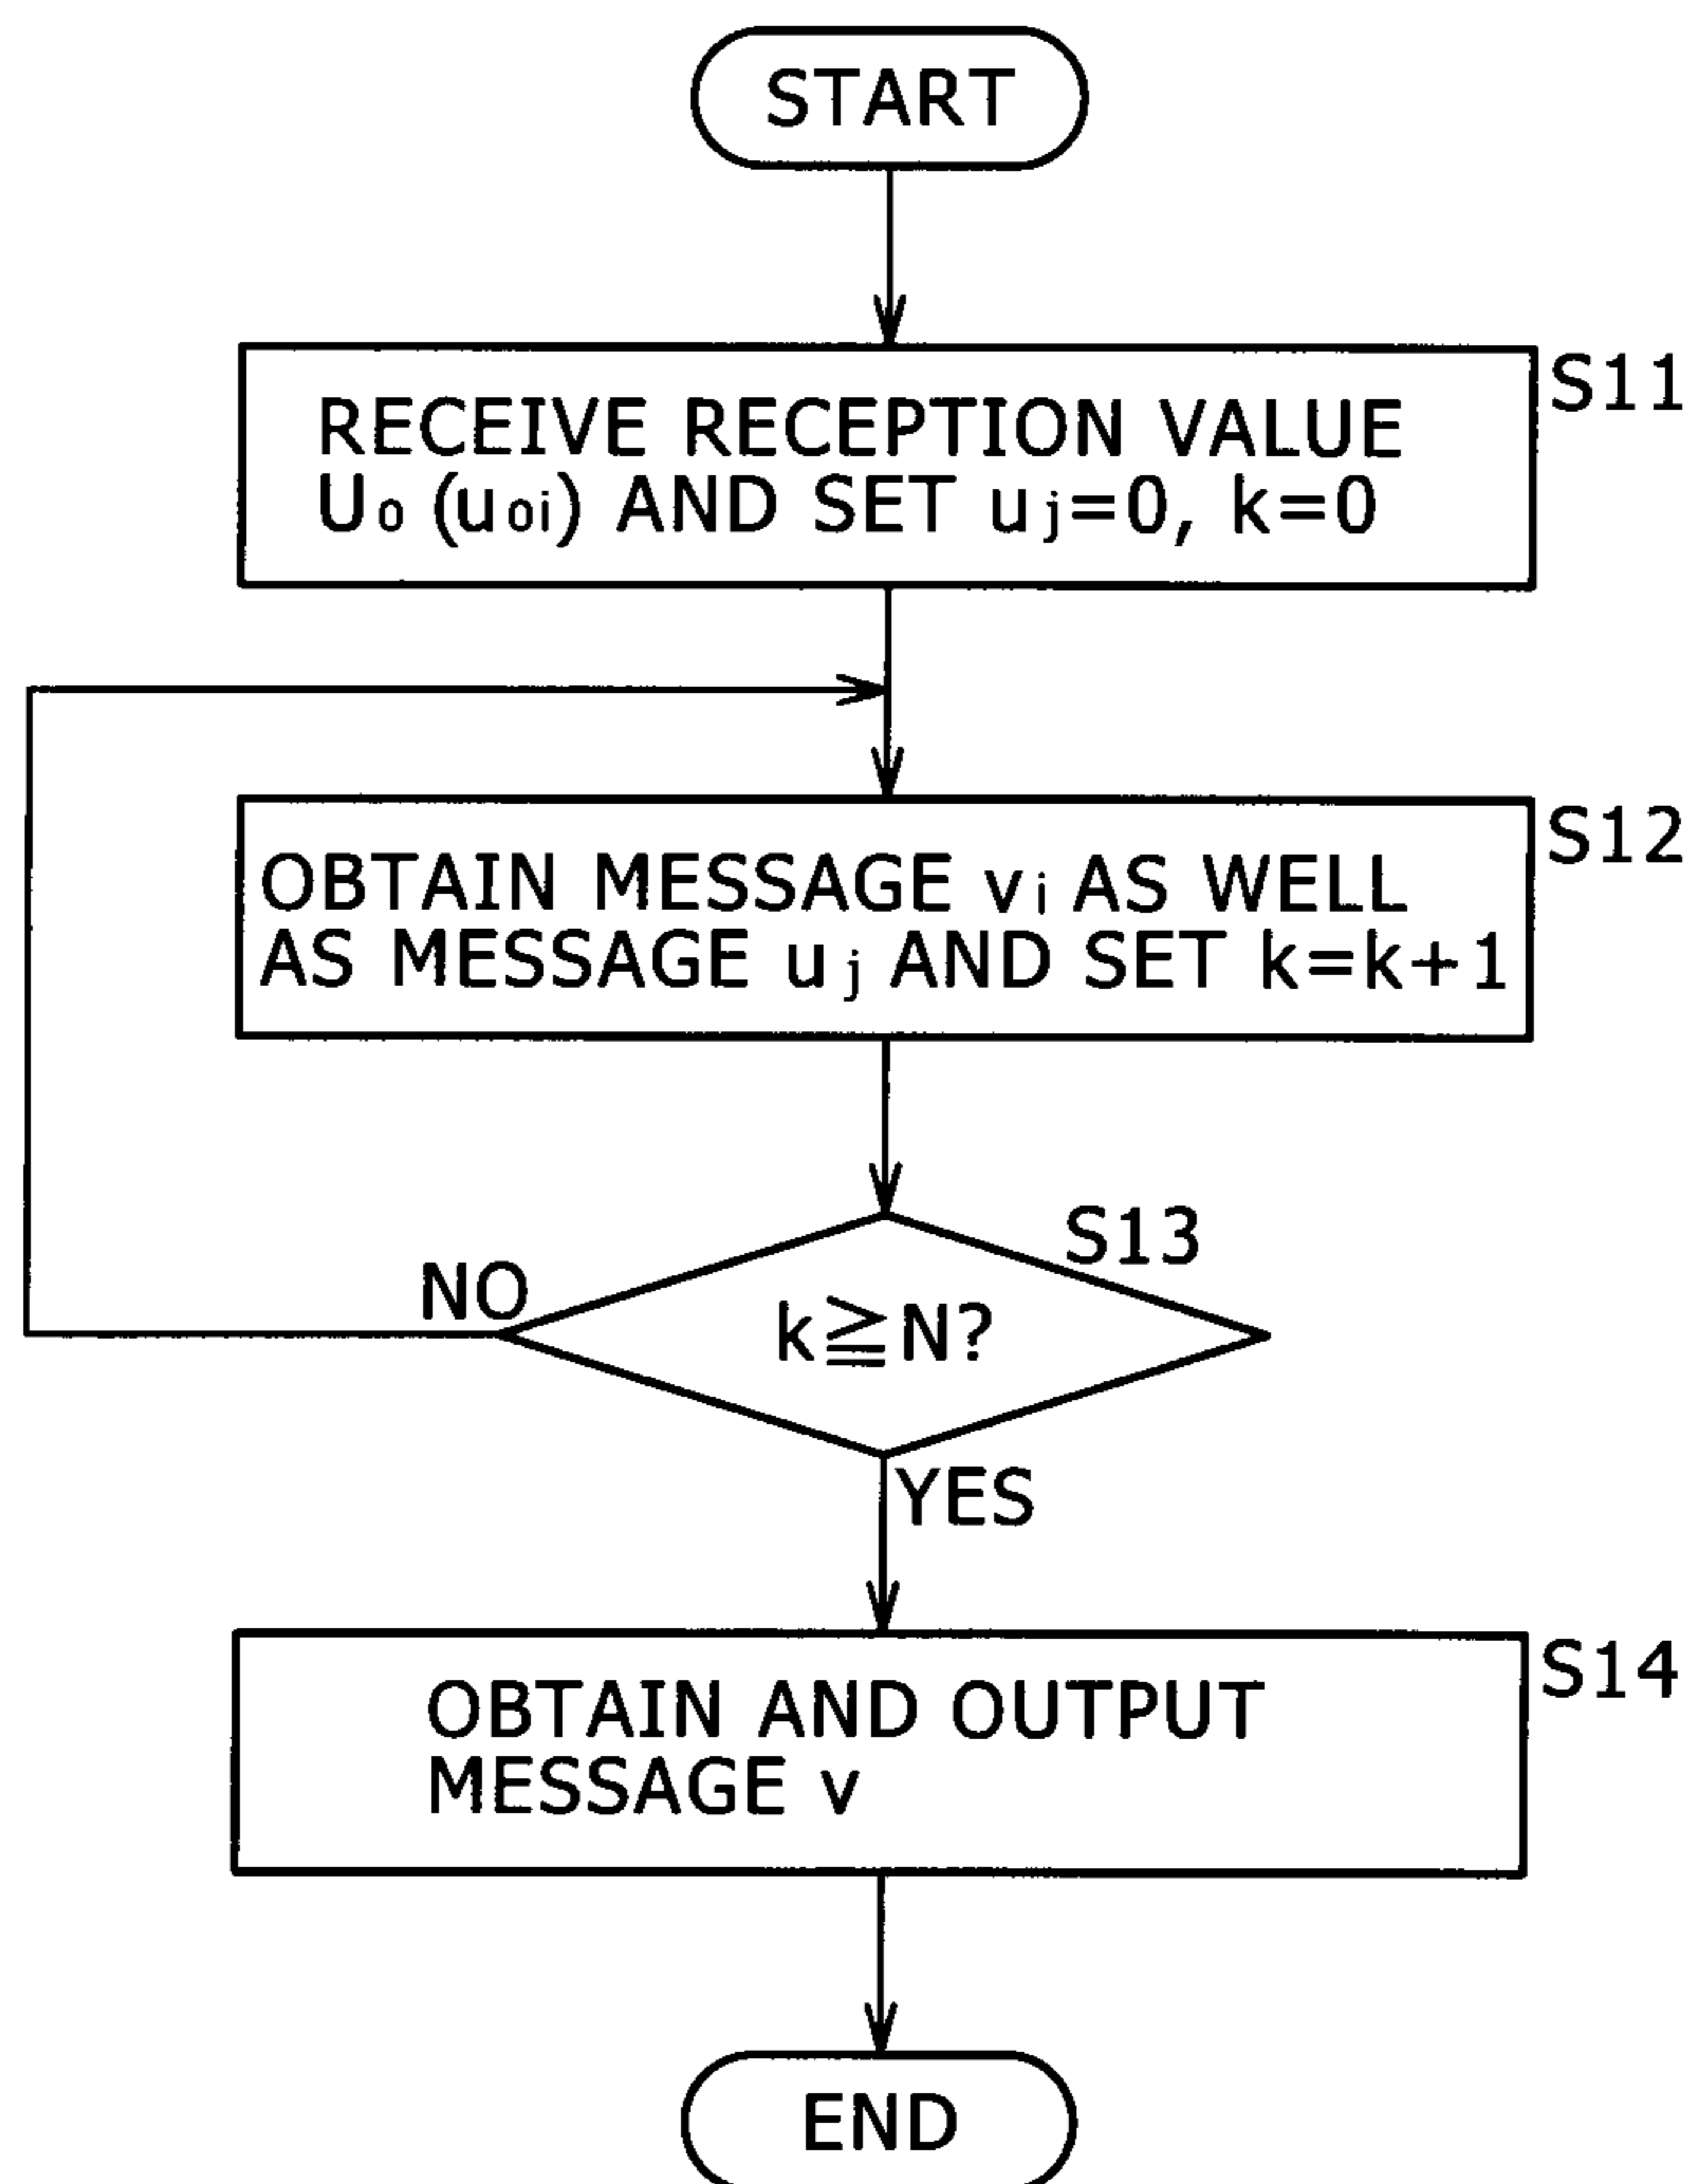 START
S11
RECEIVE RECEPTION VALUE
U₀ (u₀ᵢ) AND SET uⱼ=0, k=0
S12
OBTAIN MESSAGE vᵢ AS WELL
AS MESSAGE uⱼ AND SET k=k+1
S13
NO
k≧N?
YES
S14
OBTAIN AND OUTPUT
MESSAGE v
END